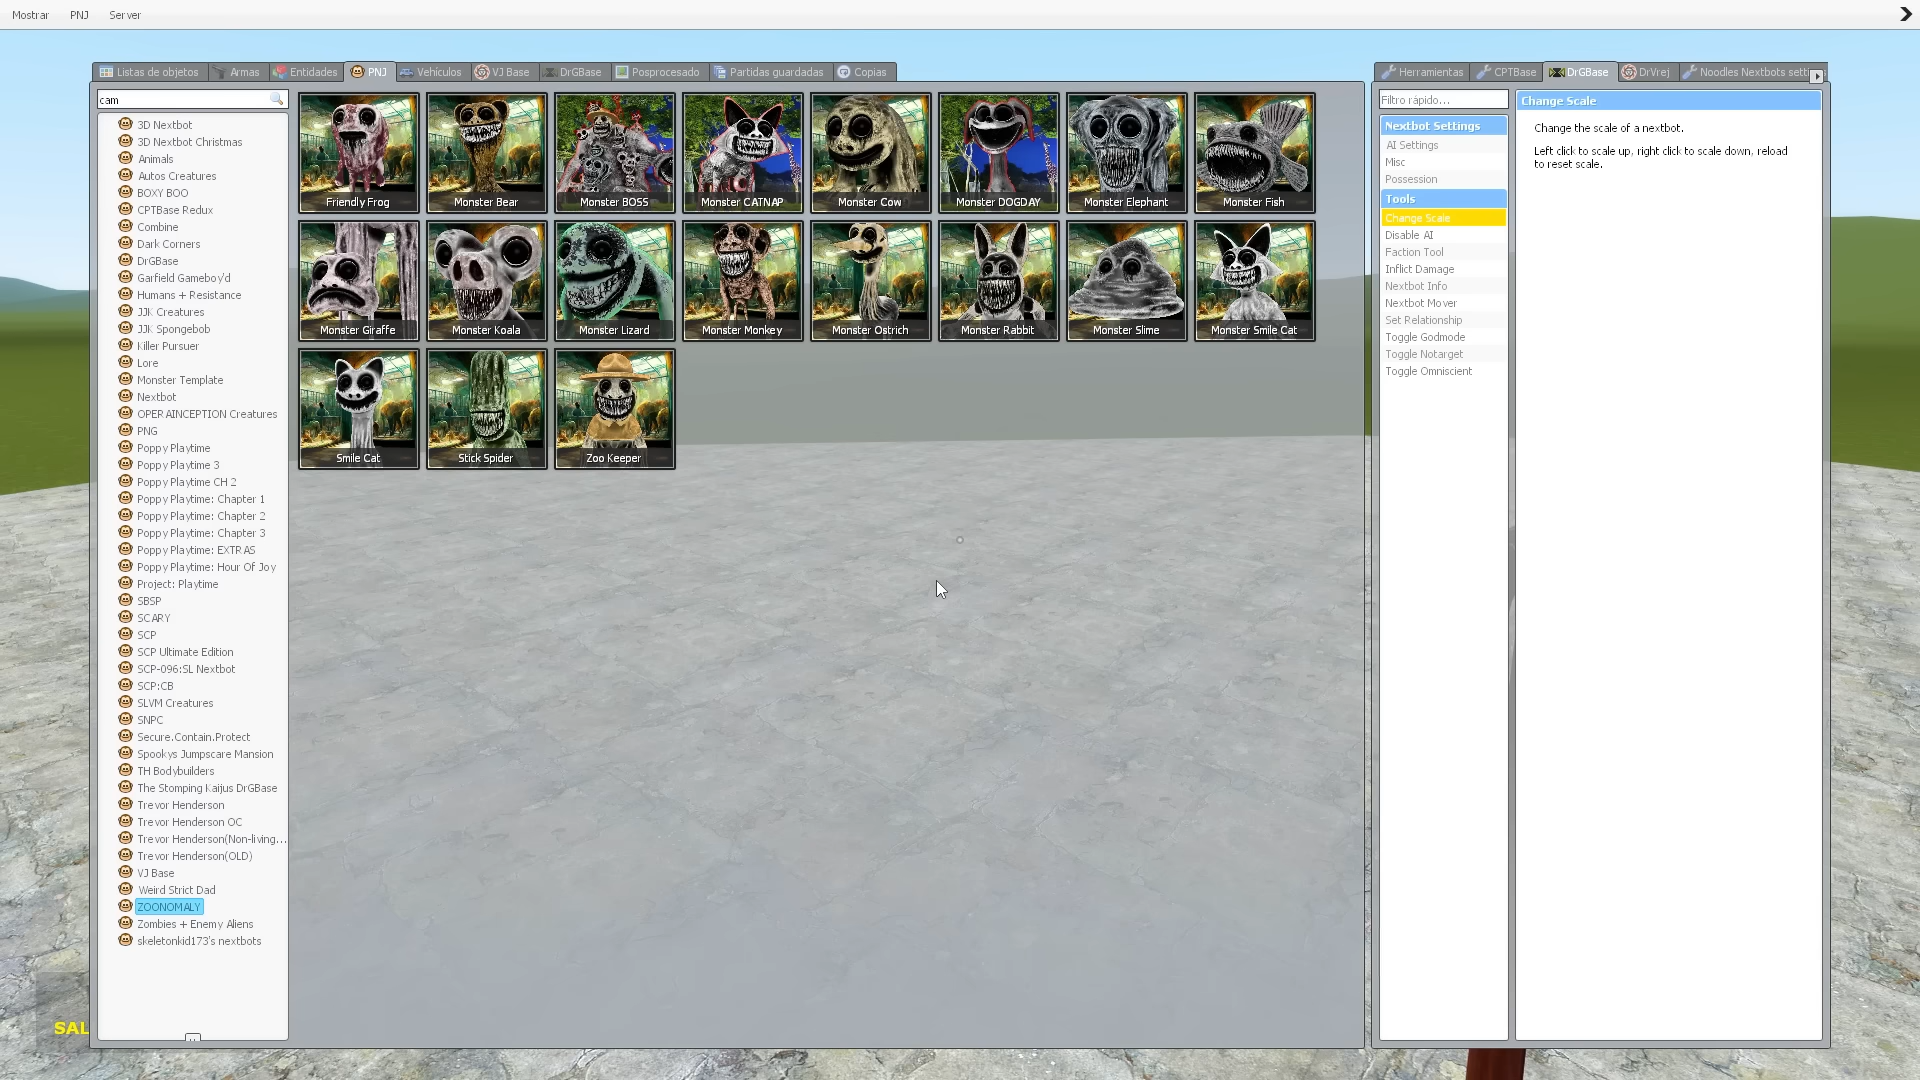 Mostrar PNJ Server
Listas de objetos Armas Entidades PNJ Vehículos VJ Base DrGBase Posprocesado Partidas guardadas Copias
Herramientas CPTBase DrGBase DrVrej Noodles Nextbots setti
cam
3D Nextbot
3D Nextbot Christmas
Animals
Autos Creatures
BOXY BOO
CPTBase Redux
Combine
Dark Corners
DrGBase
Garfield Gameboy'd
Humans + Resistance
JJK Creatures
JJK Spongebob
Killer Pursuer
Lore
Monster Template
Nextbot
OPERAINCEPTION Creatures
PNG
Poppy Playtime
Poppy Playtime 3
Poppy Playtime CH 2
Poppy Playtime: Chapter 1
Poppy Playtime: Chapter 2
Poppy Playtime: Chapter 3
Poppy Playtime: EXTRAS
Poppy Playtime: Hour Of Joy
Project: Playtime
SBSP
SCARY
SCP
SCP Ultimate Edition
SCP-096:SL Nextbot
SCP:CB
SLVM Creatures
SNPC
Secure.Contain.Protect
Spookys Jumpscare Mansion
TH Bodybuilders
The Stomping Kaijus DrGBase
Trevor Henderson
Trevor Henderson OC
Trevor Henderson(Non-living...
Trevor Henderson(OLD)
VJ Base
Weird Strict Dad
ZOONOMALY
Zombies + Enemy Aliens
skeletonkid173's nextbots
SAL
Friendly Frog Monster Bear Monster BOSS Monster CATNAP Monster Cow Monster DOGDAY Monster Elephant Monster Fish
Monster Giraffe Monster Koala Monster Lizard Monster Monkey Monster Ostrich Monster Rabbit Monster Slime Monster Smile Cat
Smile Cat Stick Spider Zoo Keeper
Filtro rápido...
Nextbot Settings
AI Settings
Misc
Possession
Tools
Change Scale
Disable AI
Faction Tool
Inflict Damage
Nextbot Info
Nextbot Mover
Set Relationship
Toggle Godmode
Toggle Notarget
Toggle Omniscient
Change Scale
Change the scale of a nextbot.
Left click to scale up, right click to scale down, reload
to reset scale.